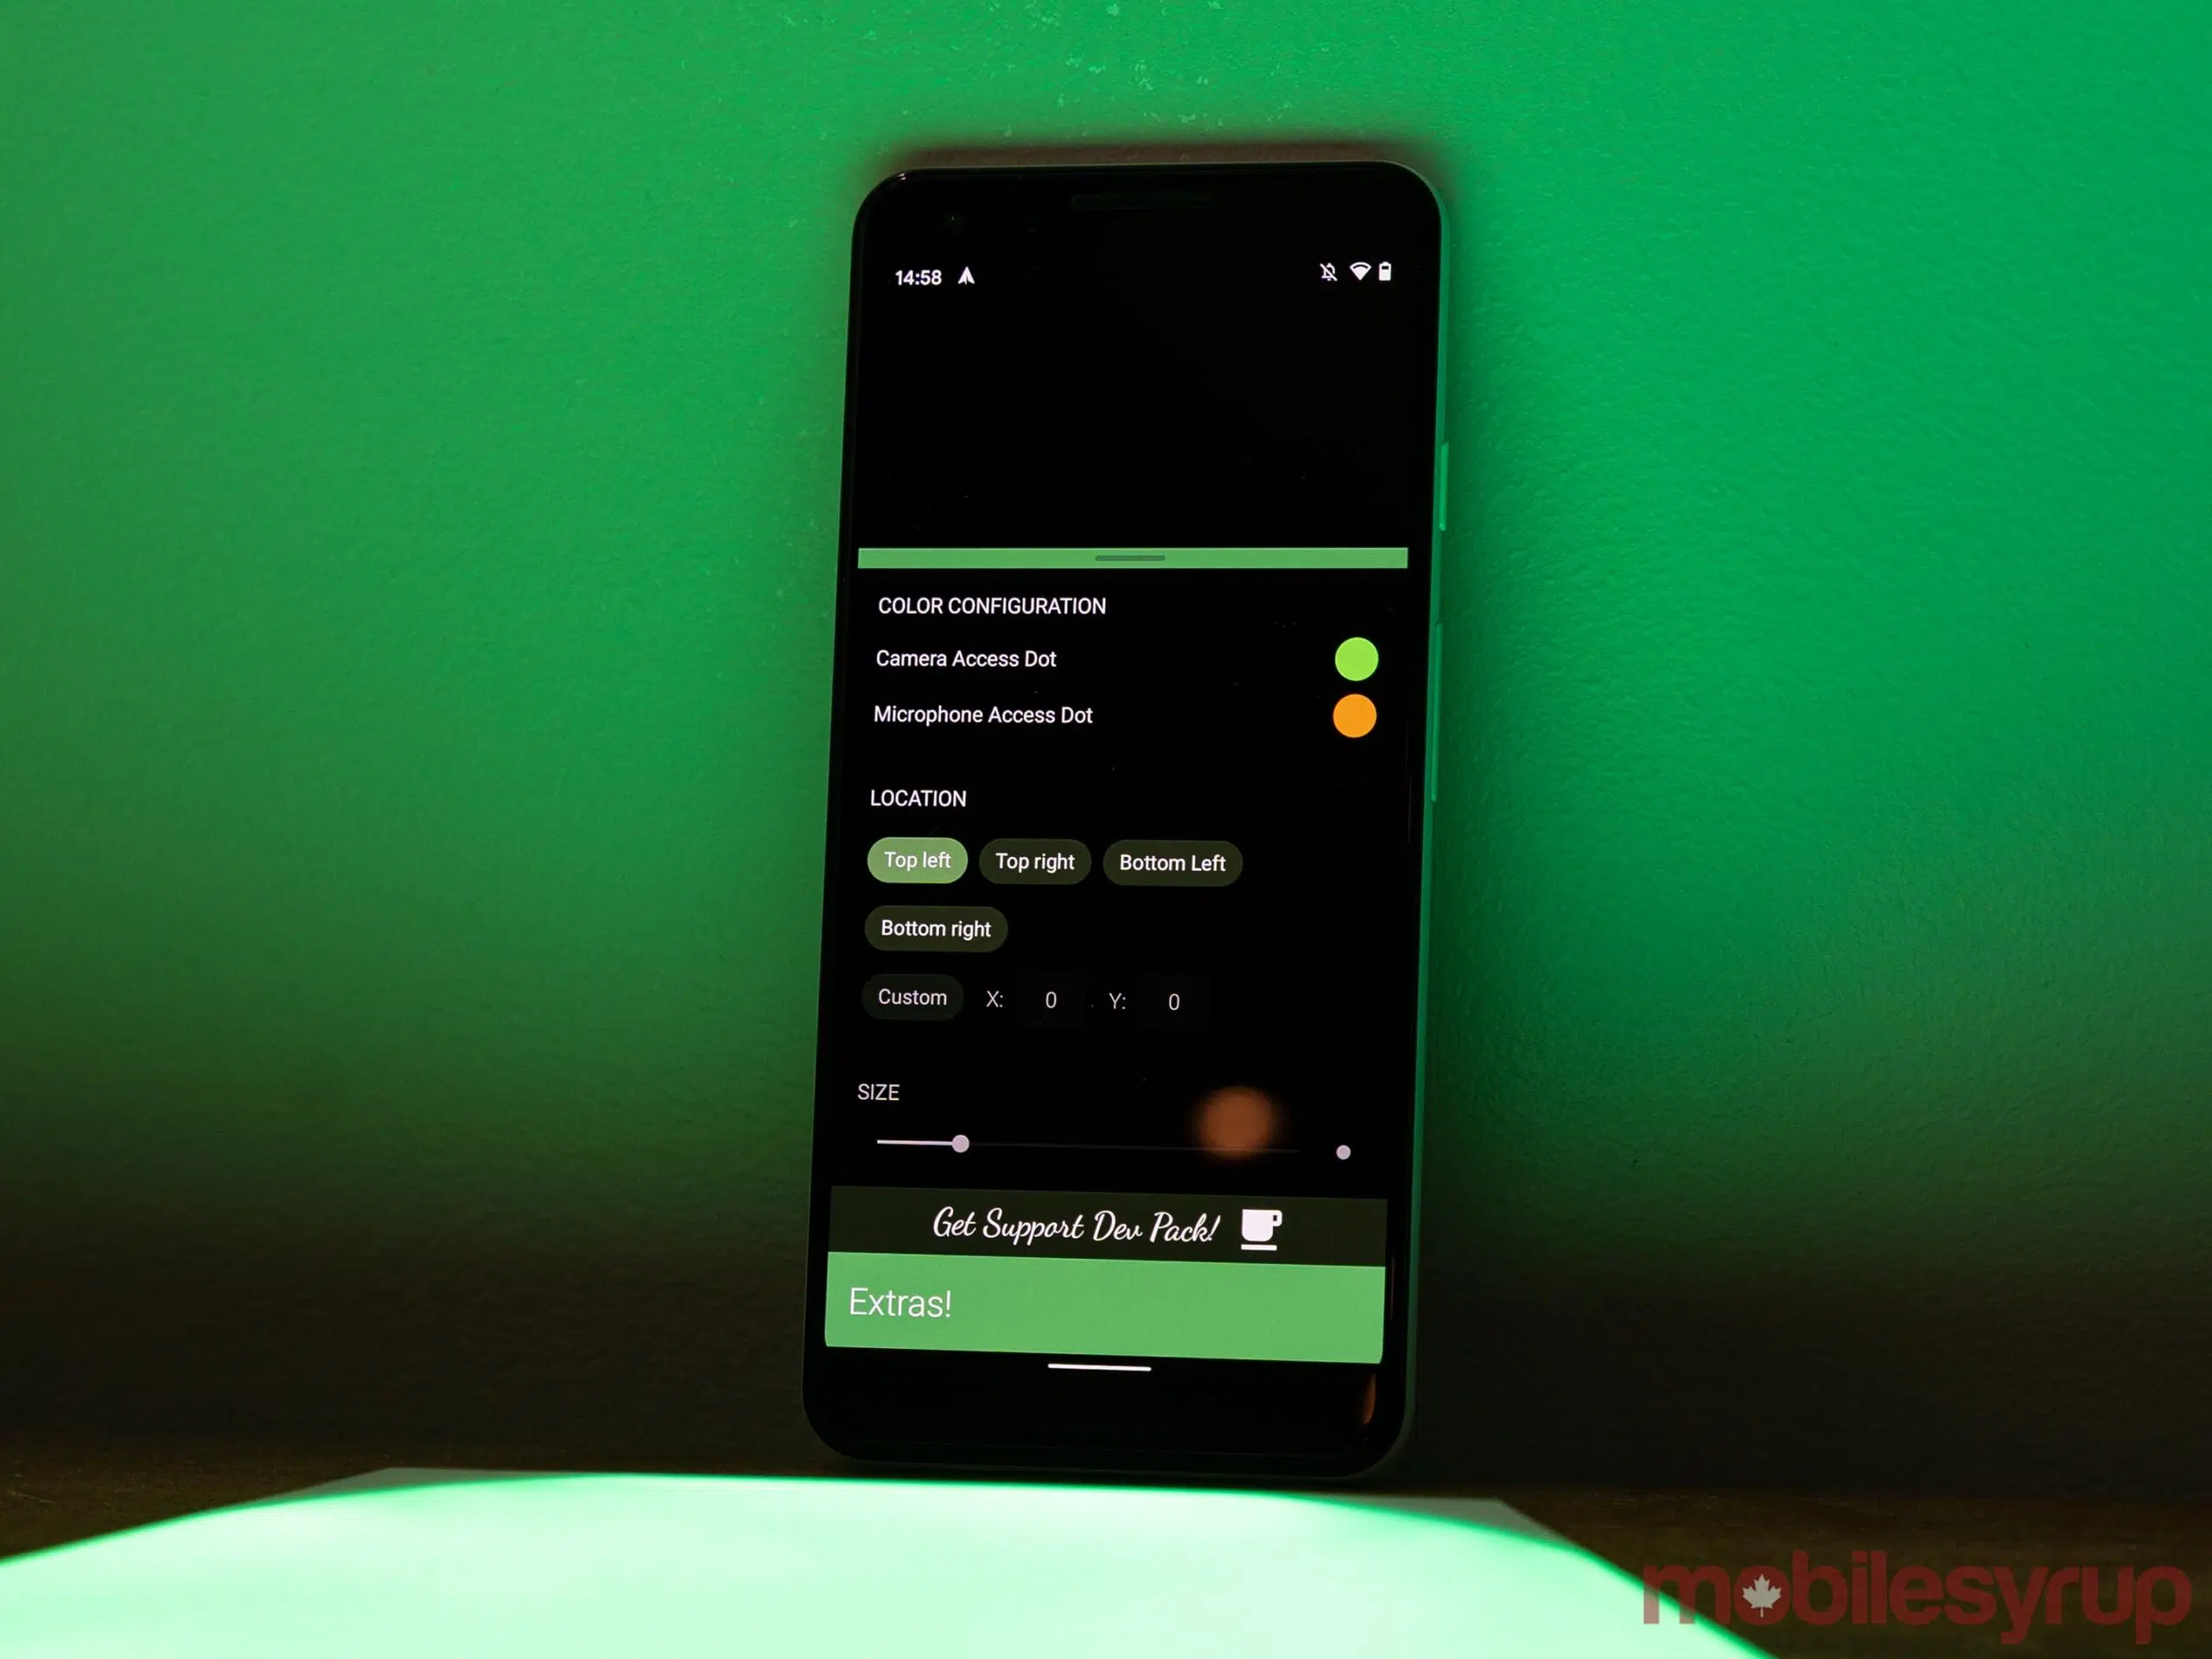 14:58
COLOR CONFIGURATION
Camera Access Dot
Microphone Access Dot
LOCATION
Top left Top right Bottom Left
Bottom right
Custom X: 0 Y: 0
SIZE
Get Support Dev Pack!
Extras!
mobilesyrup